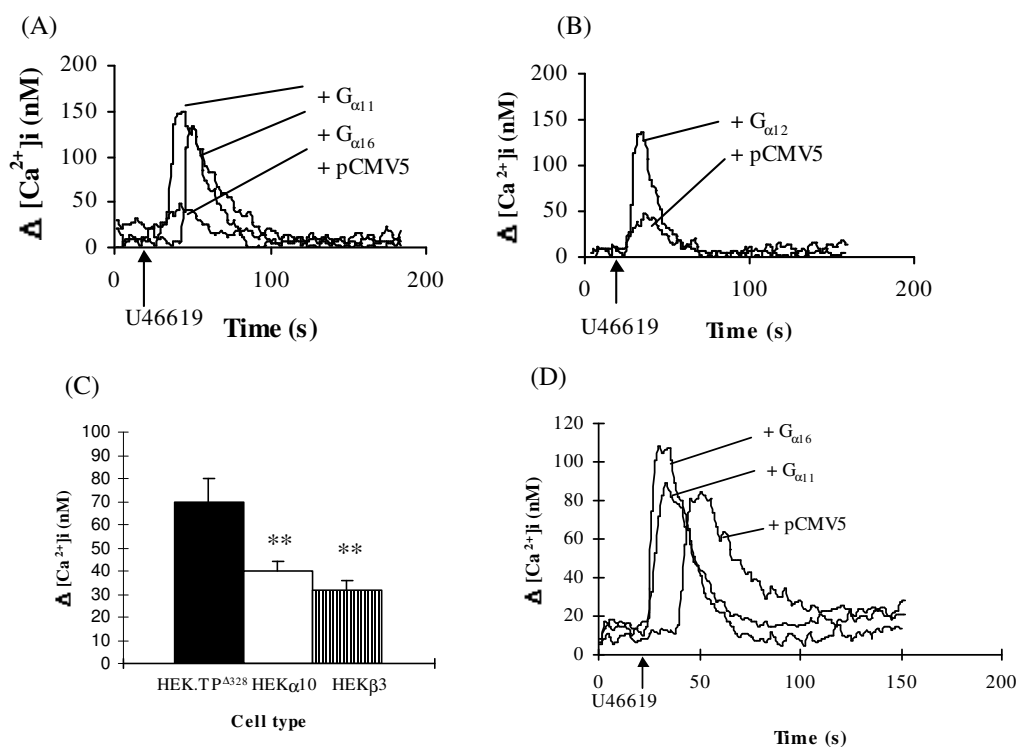 (A)
200
150
100
50
0
Δ [Ca²⁺]i (nM)
+ Gα11
+ Gα16
+ pCMV5
0
100
200
U46619
Time (s)
(B)
200
150
100
50
0
Δ [Ca²⁺]i (nM)
+ Gα12
+ pCMV5
0
100
200
U46619
Time (s)
(C)
100
90
80
70
60
50
40
30
20
10
0
Δ [Ca²⁺]i (nM)
**
**
HEK.TP^Δ328 HEKα10 HEKβ3
Cell type
(D)
120
100
80
60
40
20
0
Δ [Ca²⁺]i (nM)
+ Gα16
+ Gα11
+ pCMV5
0
50
100
150
200
U46619
Time (s)